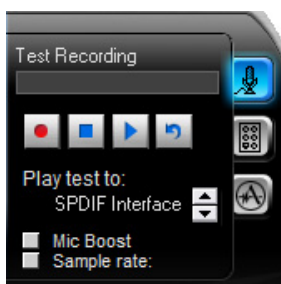 Test Recording
Play test to:
SPDIF Interface
Mic Boost
Sample rate: